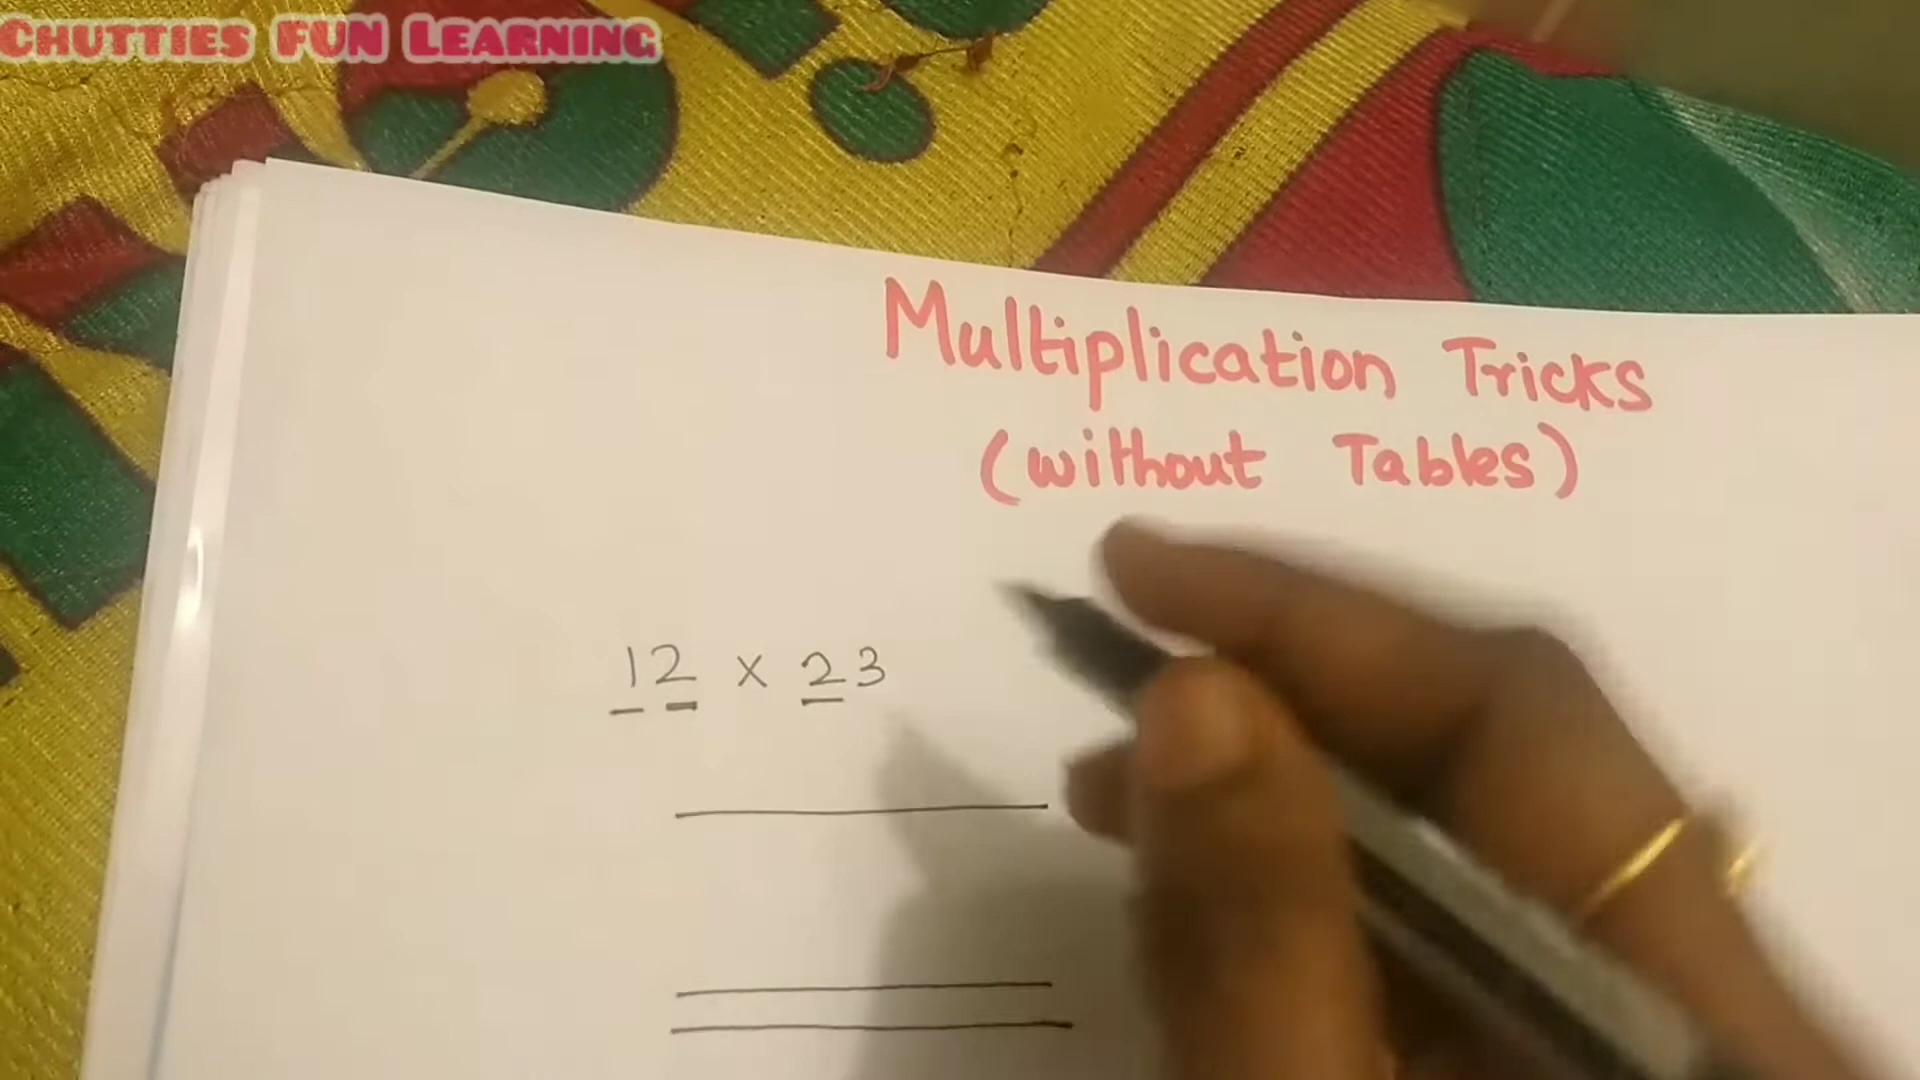 CHUTTIES FUN LEARNING
Multiplication Tricks
(without Tables)
12 x 23